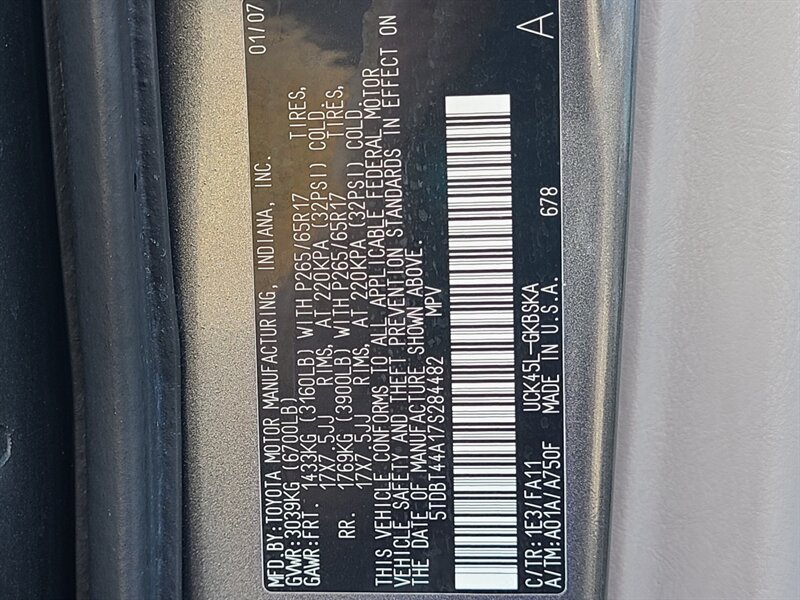 MFD.BY:TOYOTA MOTOR MANUFACTURING, INDIANA, INC. 01/07
GVWR:3039KG (6700LB)
GAWR:FRT. 1433KG (3160LB) WITH P265/65R17 TIRES,
17X7.5JJ RIMS, AT 220KPA (32PSI) COLD.
RR. 1769KG (3900LB) WITH P265/65R17 TIRES,
17X7.5JJ RIMS, AT 220KPA (32PSI) COLD.
THIS VEHICLE CONFORMS TO ALL APPLICABLE FEDERAL MOTOR
VEHICLE SAFETY AND THEFT PREVENTION STANDARDS IN EFFECT ON
THE DATE OF MANUFACTURE SHOWN ABOVE.
5TDBT44A17S284482 MPV
C/TR:1E3/FA11 UCK45L-GKBSKA 678
A/TM:A01A/A750F MADE IN U.S.A. A